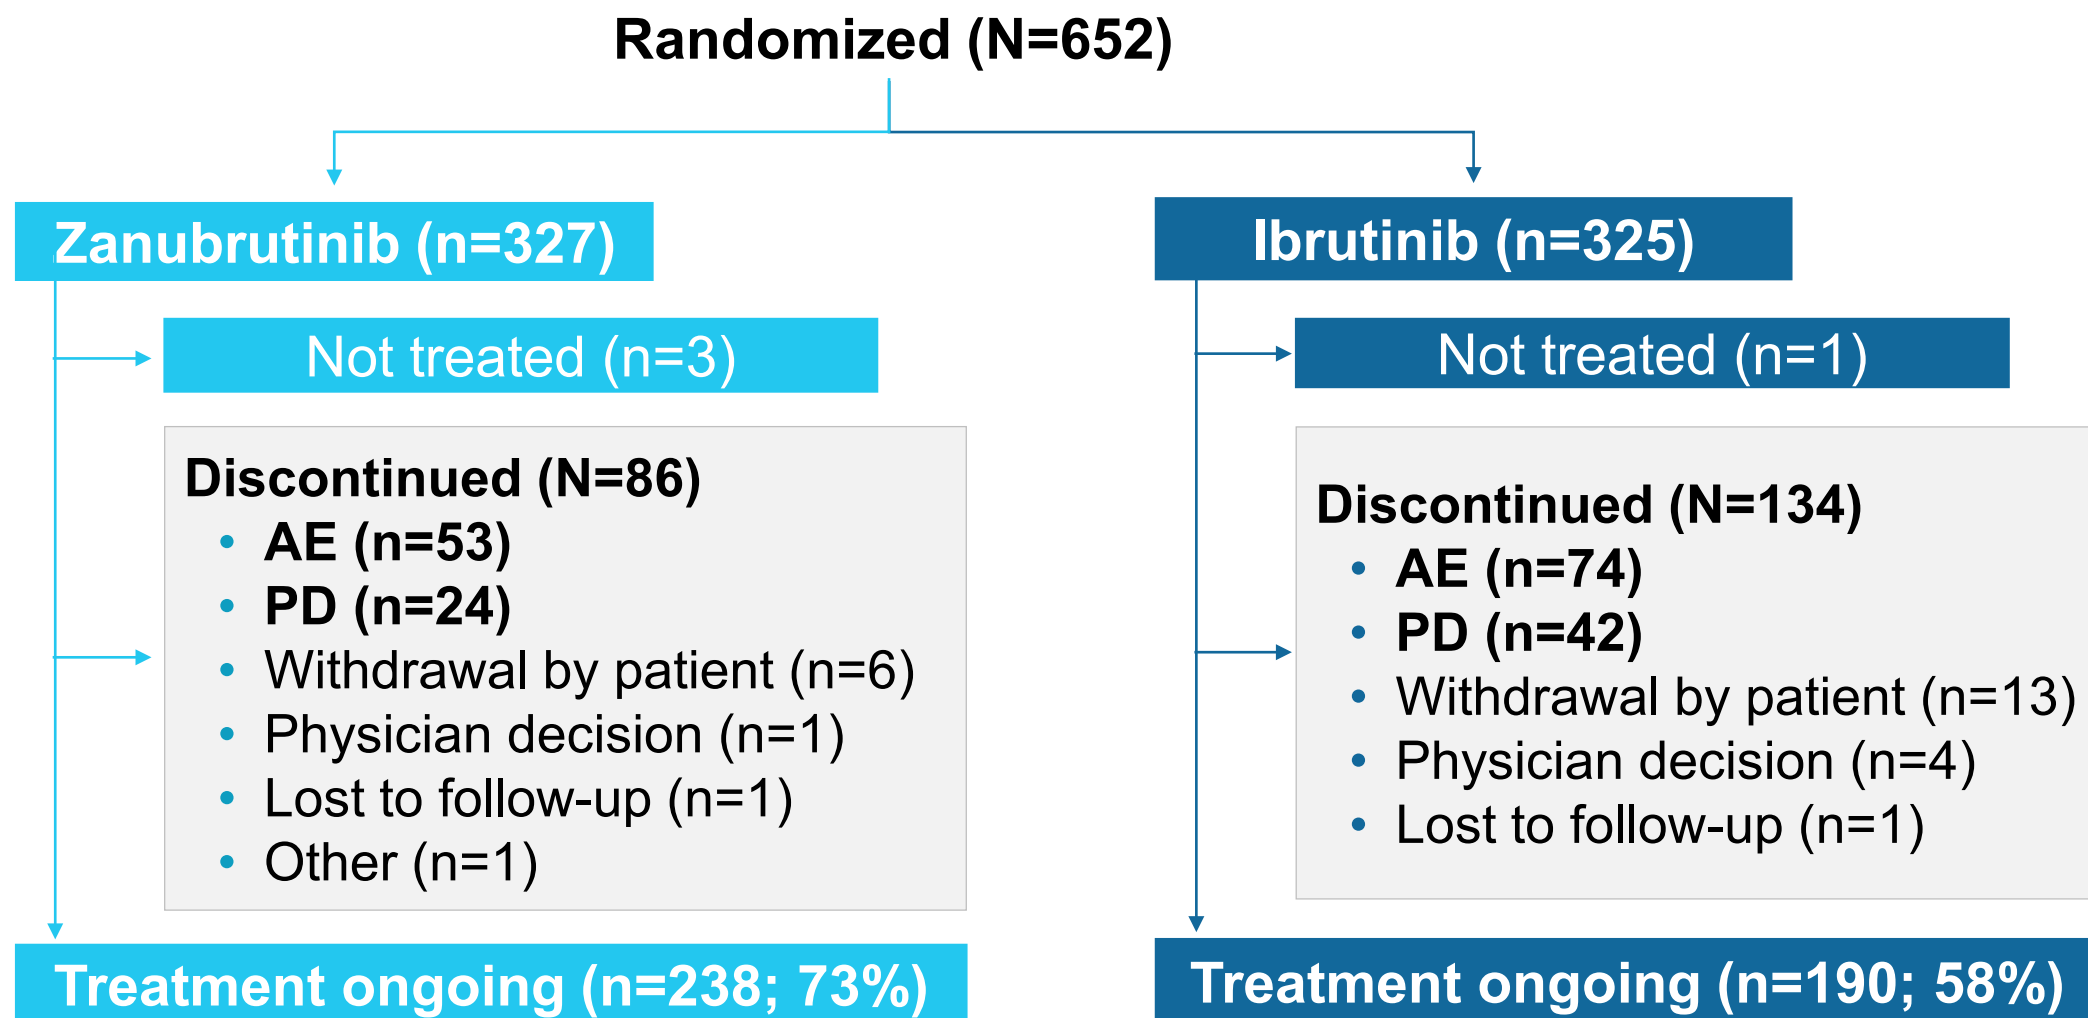 Randomized (N=652)
Zanubrutinib (n=327)
Not treated (n=3)
Discontinued (N=86)
• AE (n=53)
• PD (n=24)
• Withdrawal by patient (n=6)
• Physician decision (n=1)
• Lost to follow-up (n=1)
• Other (n=1)
Treatment ongoing (n=238; 73%)
Ibrutinib (n=325)
Not treated (n=1)
Discontinued (N=134)
• AE (n=74)
• PD (n=42)
• Withdrawal by patient (n=13)
• Physician decision (n=4)
• Lost to follow-up (n=1)
Treatment ongoing (n=190; 58%)